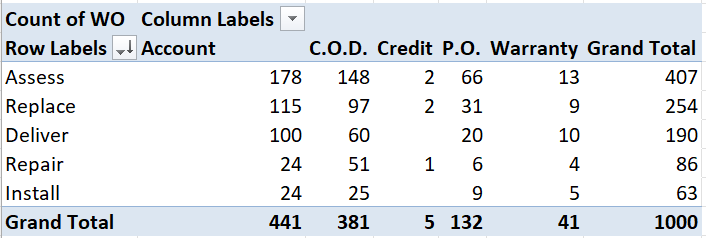 Count of WO Column Labels
Row Labels Account C.O.D. Credit P.O. Warranty Grand Total
Assess 178 148 2 66 13 407
Replace 115 97 2 31 9 254
Deliver 100 60 20 10 190
Repair 24 51 1 6 4 86
Install 24 25 9 5 63
Grand Total 441 381 5 132 41 1000